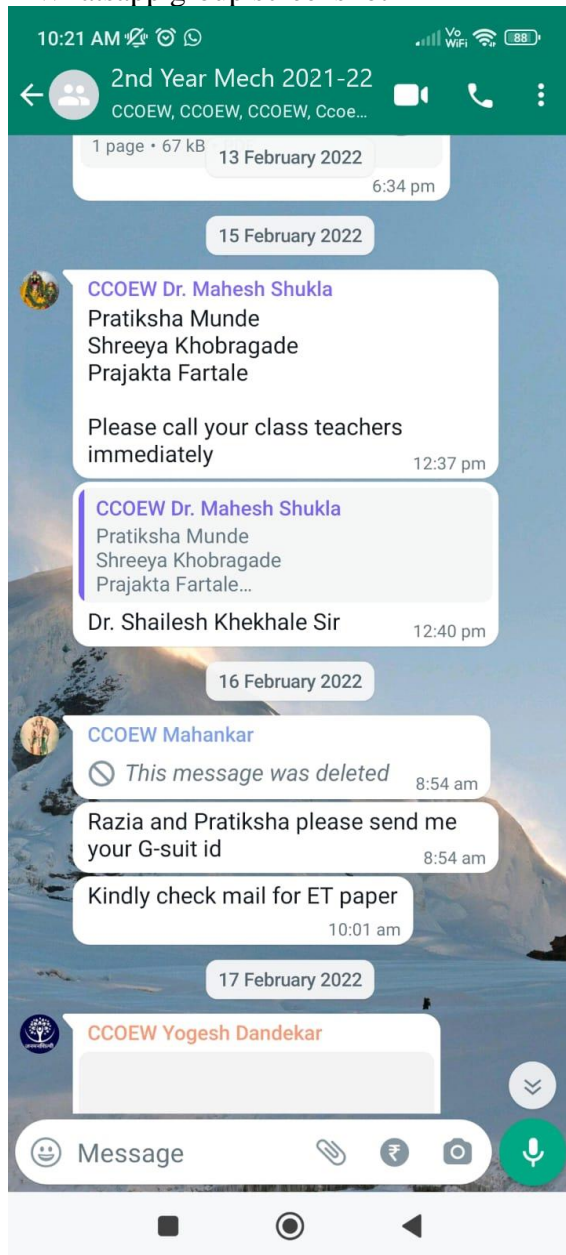 10:21 AM
Vo
WiFi
88
2nd Year Mech 2021-22
CCOEW, CCOEW, CCOEW, Ccoe...
1 page • 67 kB
13 February 2022
6:34 pm
15 February 2022
CCOEW Dr. Mahesh Shukla
Pratiksha Munde
Shreeya Khobragade
Prajakta Fartale
Please call your class teachers
immediately
12:37 pm
CCOEW Dr. Mahesh Shukla
Pratiksha Munde
Shreeya Khobragade
Prajakta Fartale...
Dr. Shailesh Khekhale Sir
12:40 pm
16 February 2022
CCOEW Mahankar
This message was deleted
8:54 am
Razia and Pratiksha please send me
your G-suit id
8:54 am
Kindly check mail for ET paper
10:01 am
17 February 2022
CCOEW Yogesh Dandekar
Message
₹